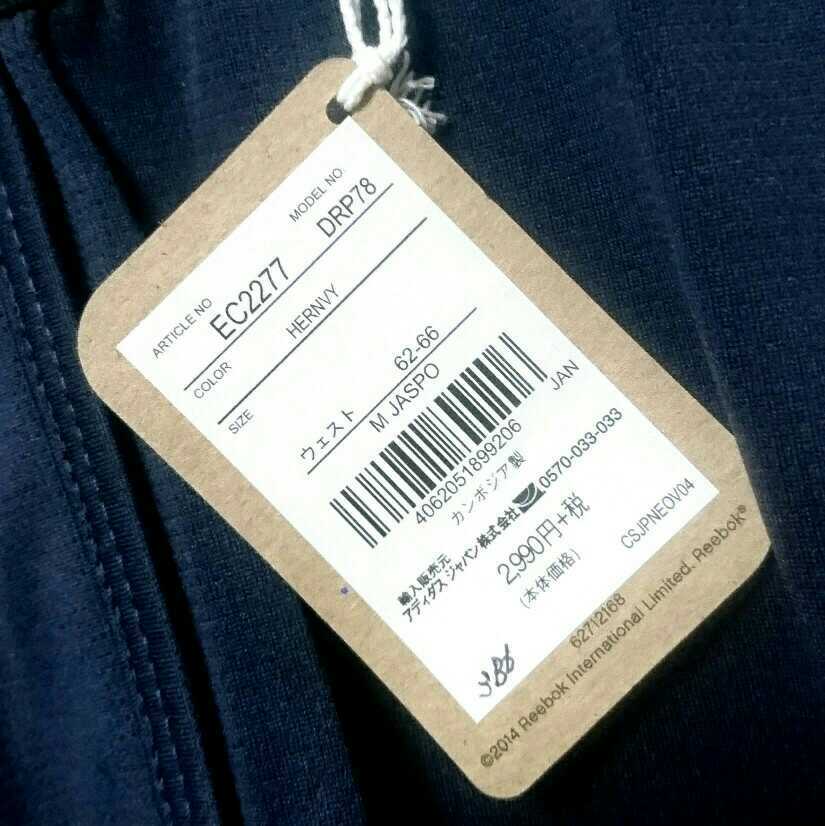 ARTICLE NO MODEL NO.
EC2277 DRP78
COLOR HERNVY
SIZE
ウェスト 62-66
M JASPO
4062051899206 JAN
カンボジア製
輸入販売元
アディダス ジャパン 株式会社 0570-033-033
2,990円+税
(本体価格)
CSJPNEOV04
62712168
©2014 Reebok International Limited. Reebok®